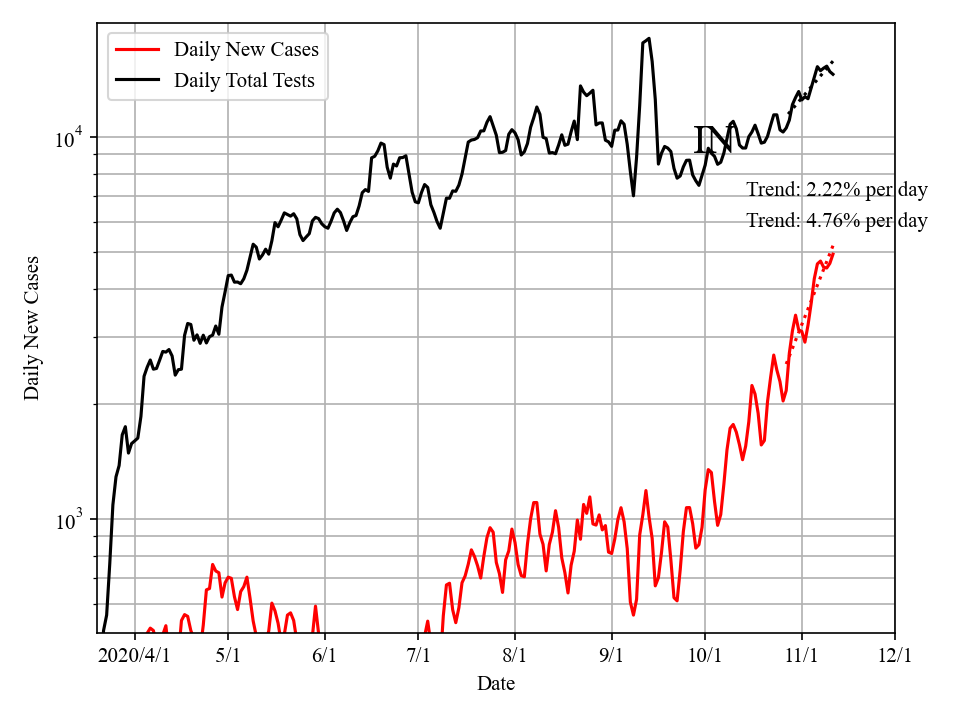 Daily New Cases
Daily Total Tests
10^4
IN
Trend: 2.22% per day
Trend: 4.76% per day
Daily New Cases
10^3
2020/4/1 5/1 6/1 7/1 8/1 9/1 10/1 11/1 12/1
Date